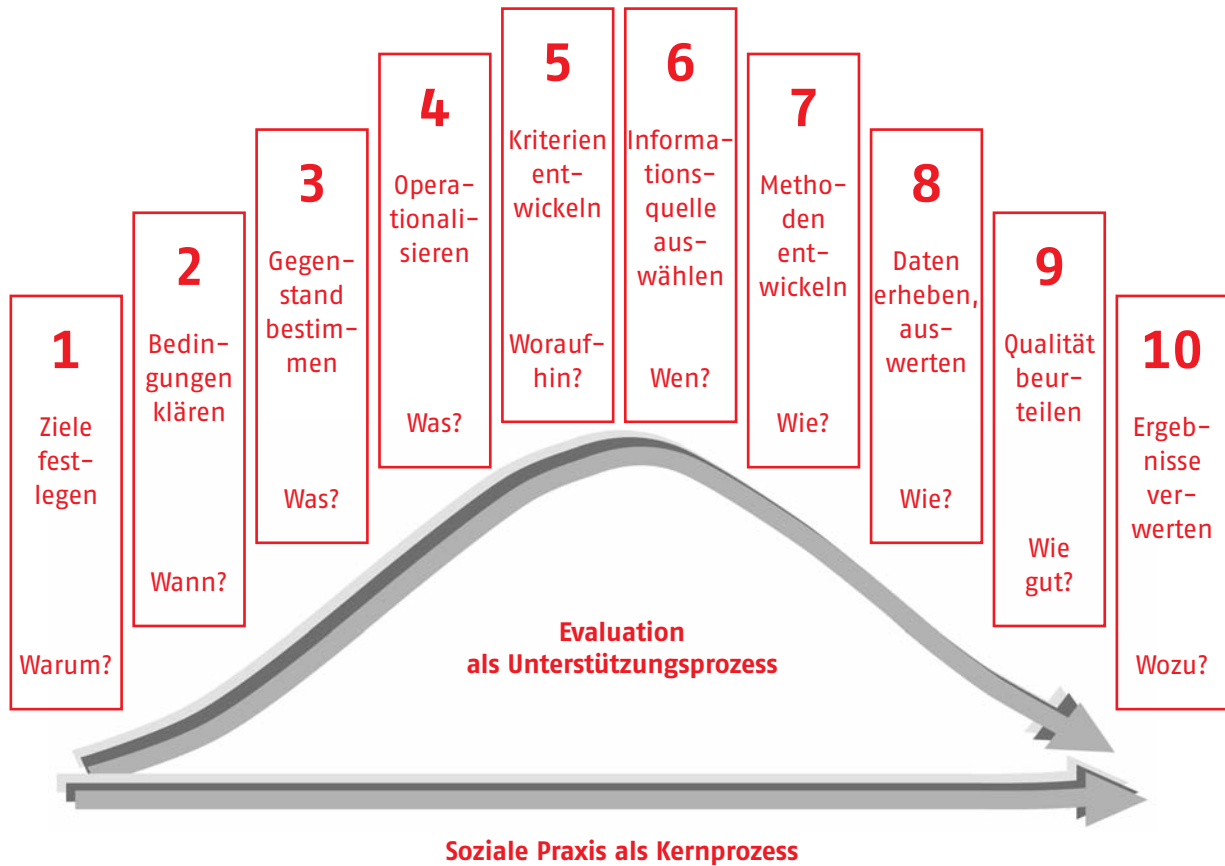 1
Ziele
fest-
legen
Warum?
2
Bedin-
gungen
klären
Wann?
3
Gegen-
stand
bestim-
men
Was?
4
Opera-
tionali-
sieren
Was?
5
Kriterien
ent-
wickeln
Worauf-
hin?
6
Informa-
tions-
quelle
aus-
wählen
Wen?
7
Metho-
den
ent-
wickeln
Wie?
8
Daten
erheben,
aus-
werten
Wie?
9
Qualität
beur-
teilen
Wie
gut?
10
Ergeb-
nisse
ver-
werten
Wozu?
Evaluation
als Unterstützungsprozess
Soziale Praxis als Kernprozess